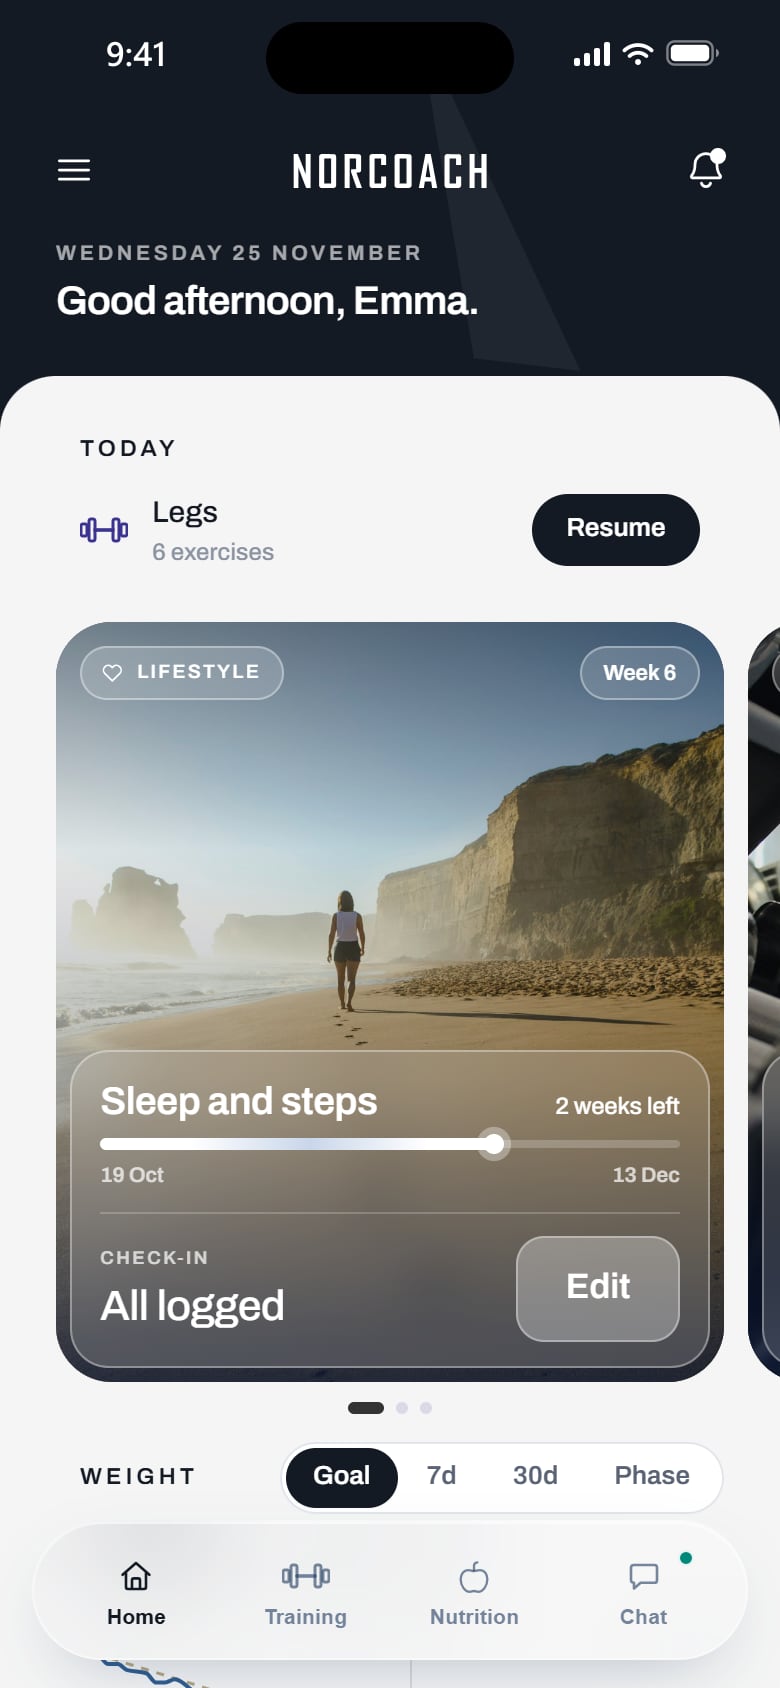 9:41
NORCOACH
WEDNESDAY 25 NOVEMBER
Good afternoon, Emma.
TODAY
Legs
6 exercises
Resume
LIFESTYLE
Week 6
Sleep and steps
2 weeks left
19 Oct
13 Dec
CHECK-IN
All logged
Edit
WEIGHT
Goal
7d
30d
Phase
Home
Training
Nutrition
Chat